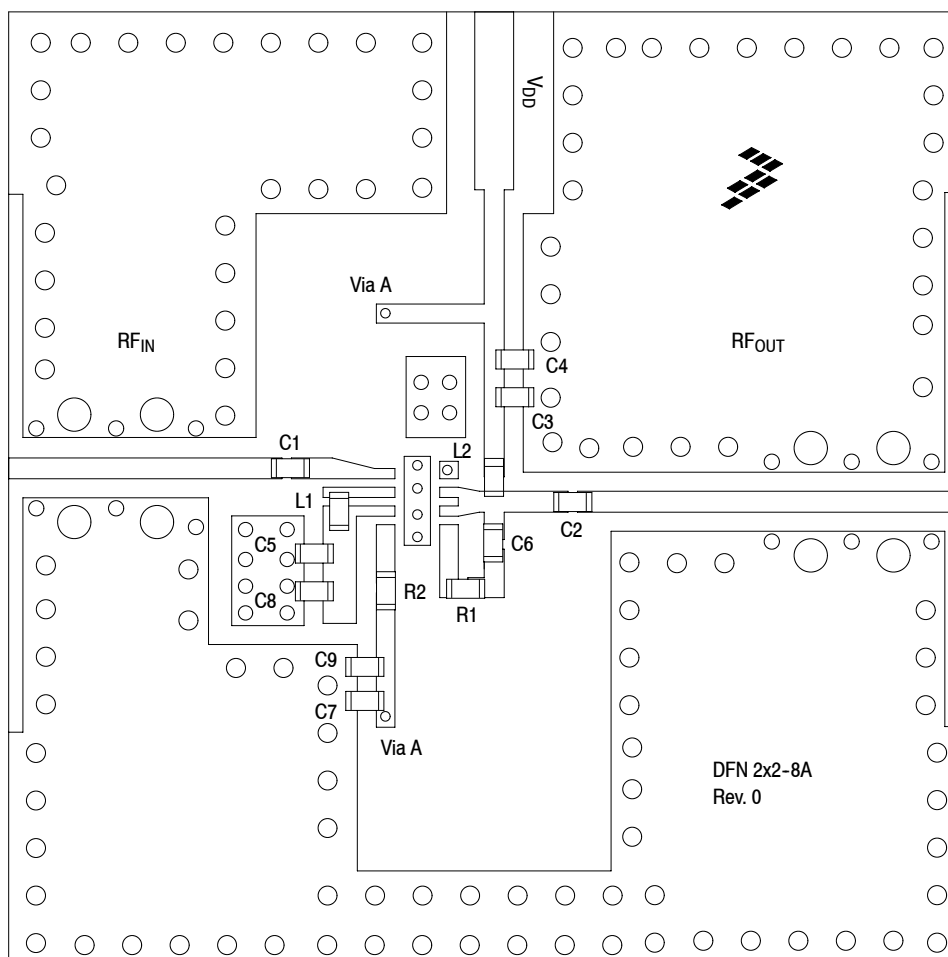 VDD
Via A
RFIN
RFOUT
C4
C3
C1
L2
L1
C2
C5
C6
C8
R2
R1
C9
C7
Via A
DFN 2x2-8A
Rev. 0